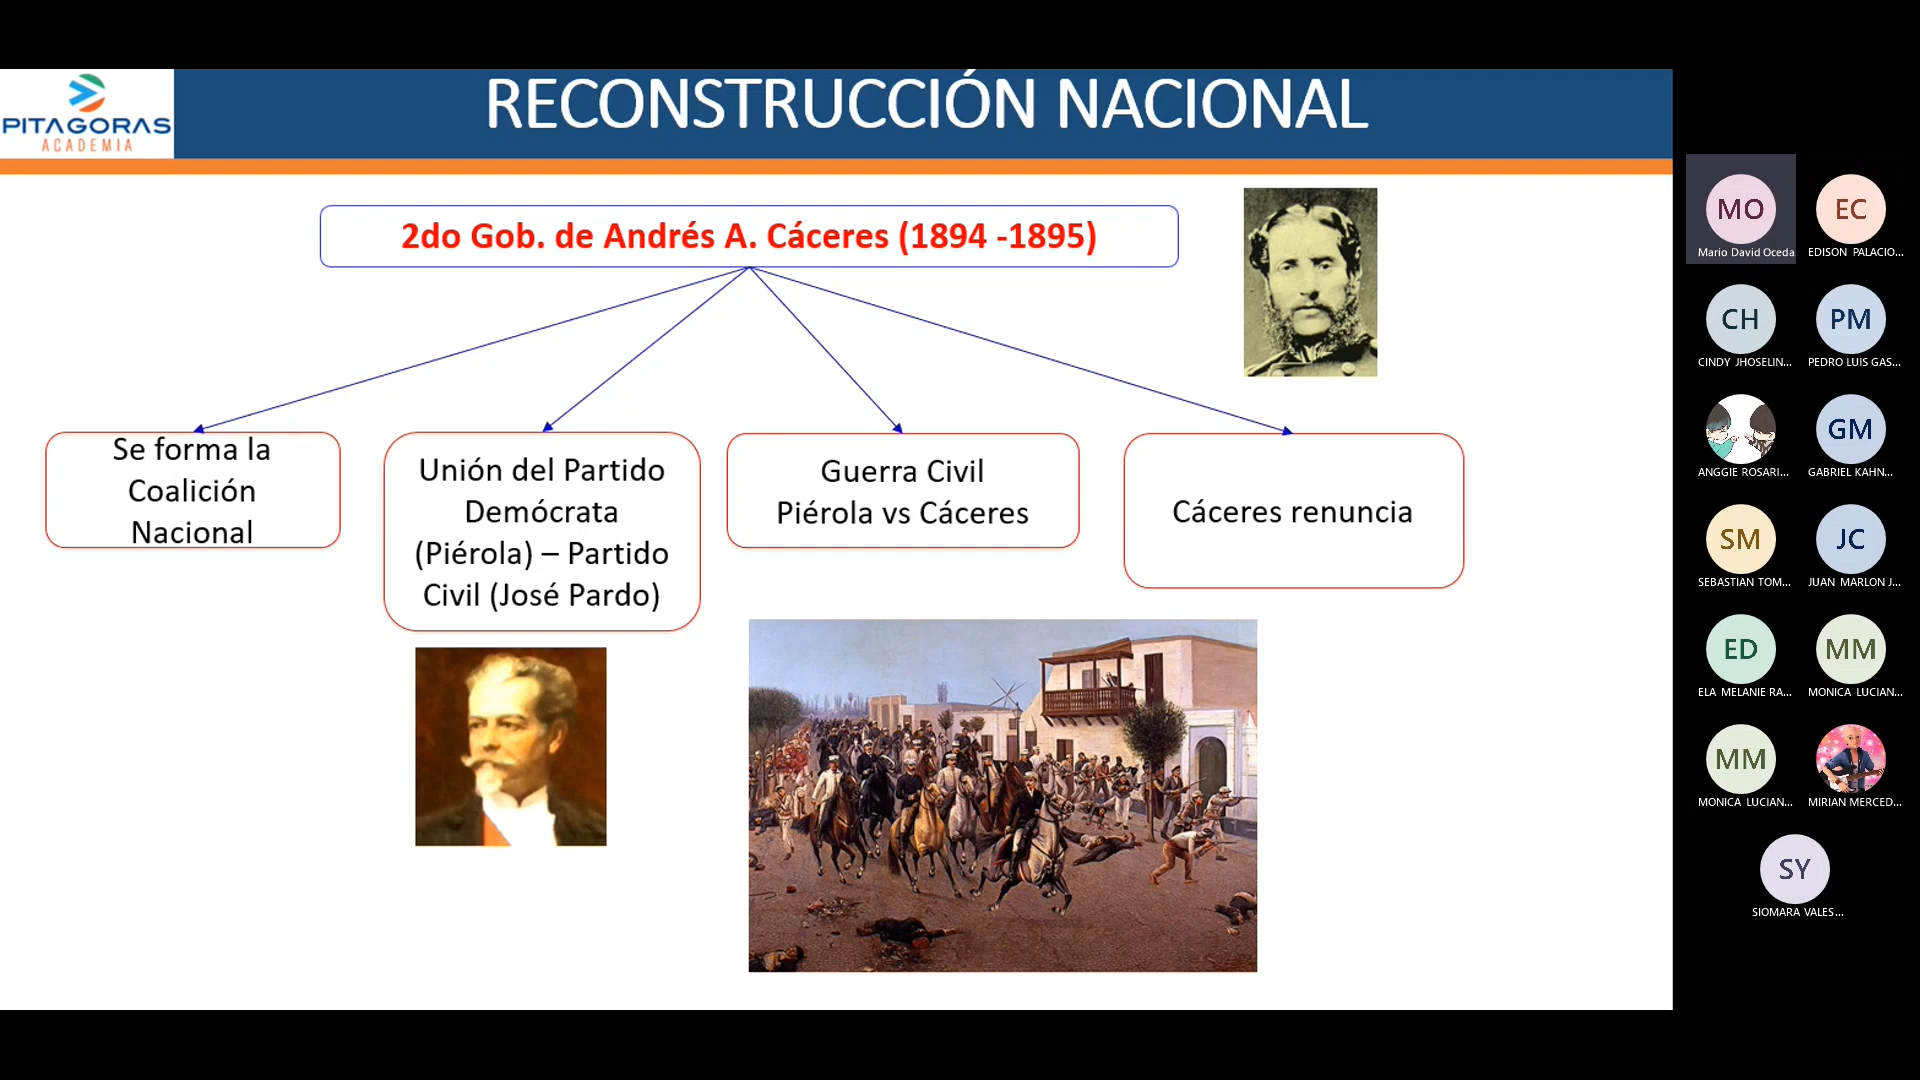 RECONSTRUCCIÓN NACIONAL
PITAGORAS
ACADEMIA
2do Gob. de Andrés A. Cáceres (1894 -1895)
Se forma la
Coalición
Nacional
Unión del Partido
Demócrata
(Piérola) – Partido
Civil (José Pardo)
Guerra Civil
Piérola vs Cáceres
Cáceres renuncia
MO
Mario David Oceda
EC
EDISON PALACIO...
CH
CINDY JHOSELIN...
PM
PEDRO LUIS GAS...
ANGGIE ROSARI...
GM
GABRIEL KAHN...
SM
SEBASTIAN TOM...
JC
JUAN MARLON J...
ED
ELA MELANIE RA...
MM
MONICA LUCIAN...
MM
MONICA LUCIAN...
MIRIAN MERCED...
SY
SIOMARA VALES...